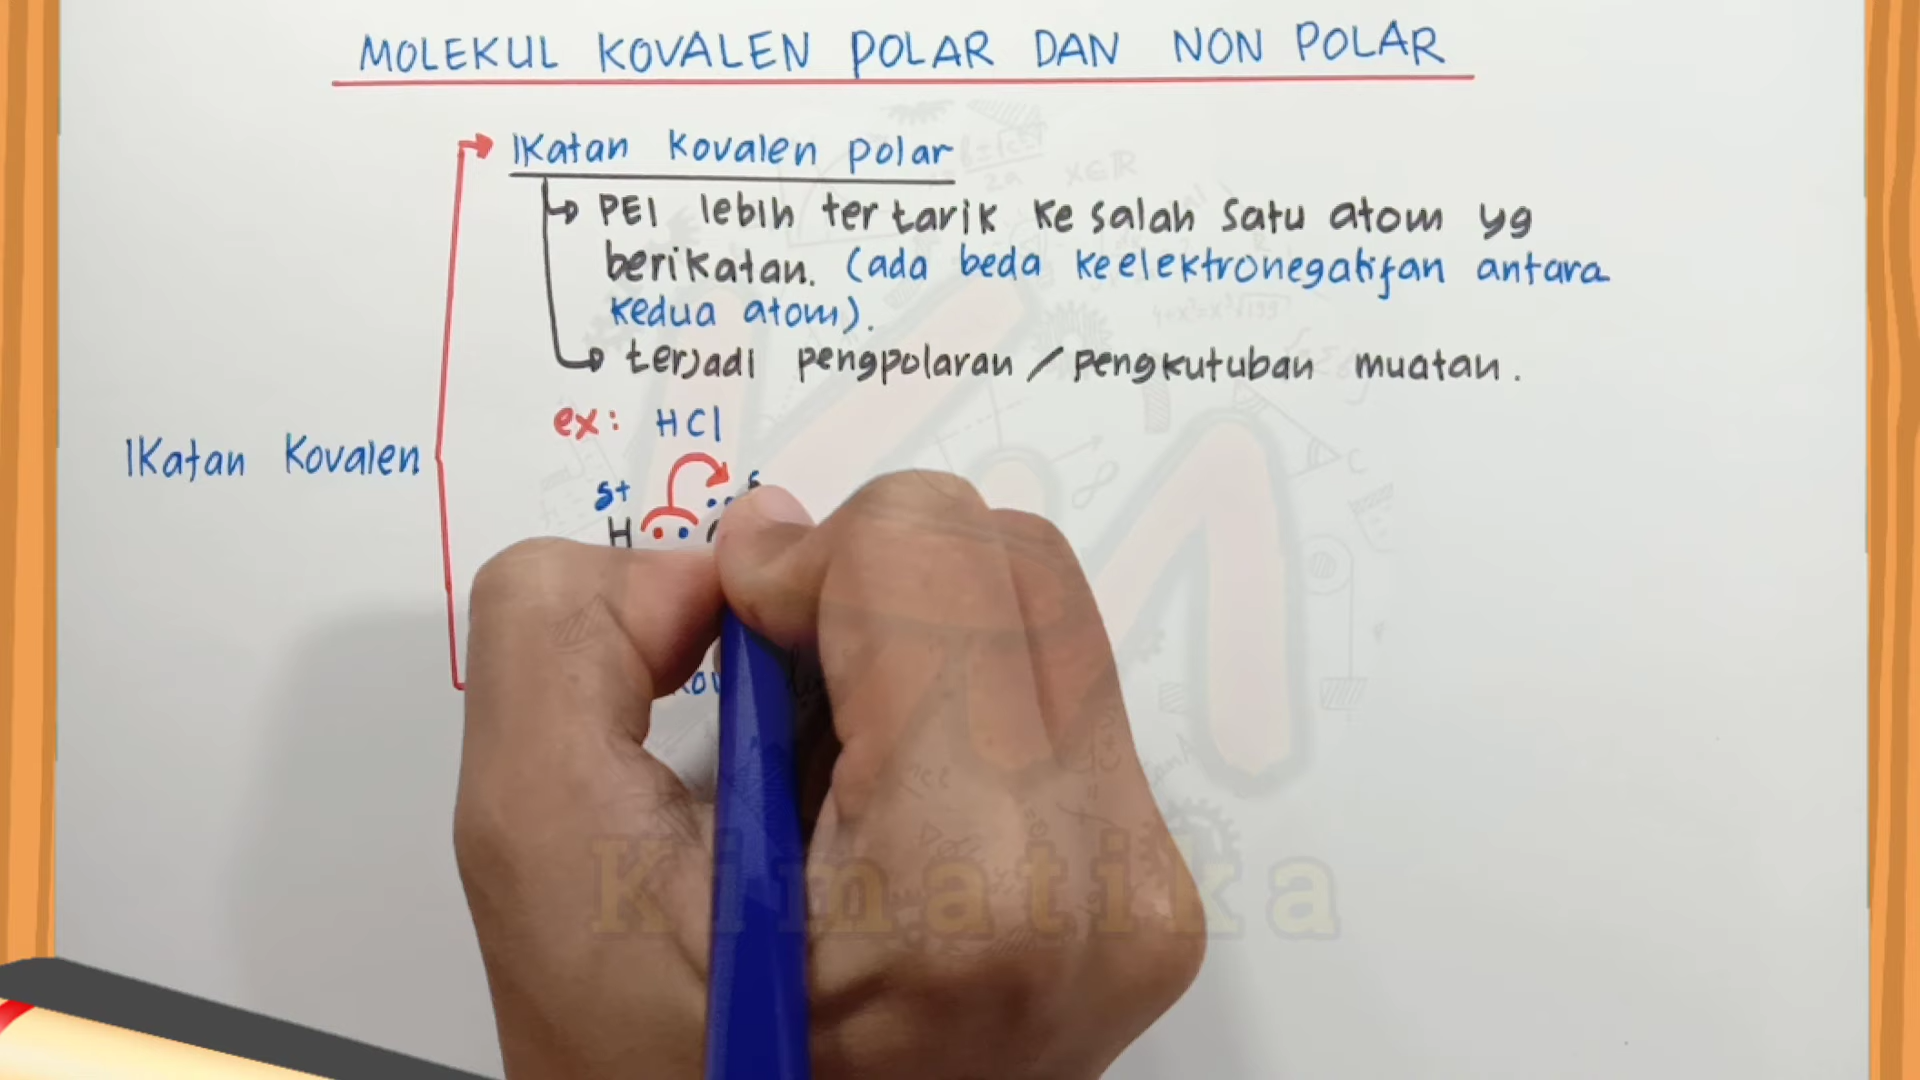 MOLEKUL KOVALEN POLAR DAN NON POLAR
Ikatan Kovalen polar
PEI lebih tertarik ke salah satu atom yg
berikatan. (ada beda keelektronegatifan antara
kedua atom).
terjadi pengpolaran / pengkutuban muatan.
ex: HCl
Ikatan Kovalen
δ+
H
Kimatika